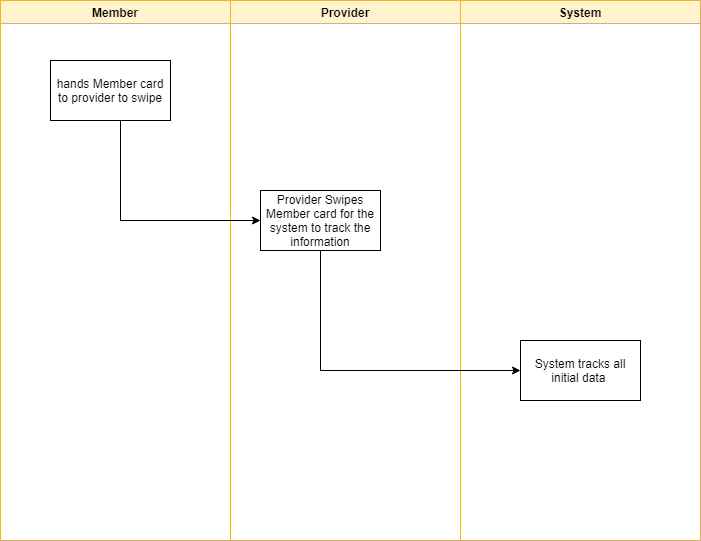 Member
Provider
System
hands Member card
to provider to swipe
Provider Swipes
Member card for the
system to track the
information
System tracks all
initial data